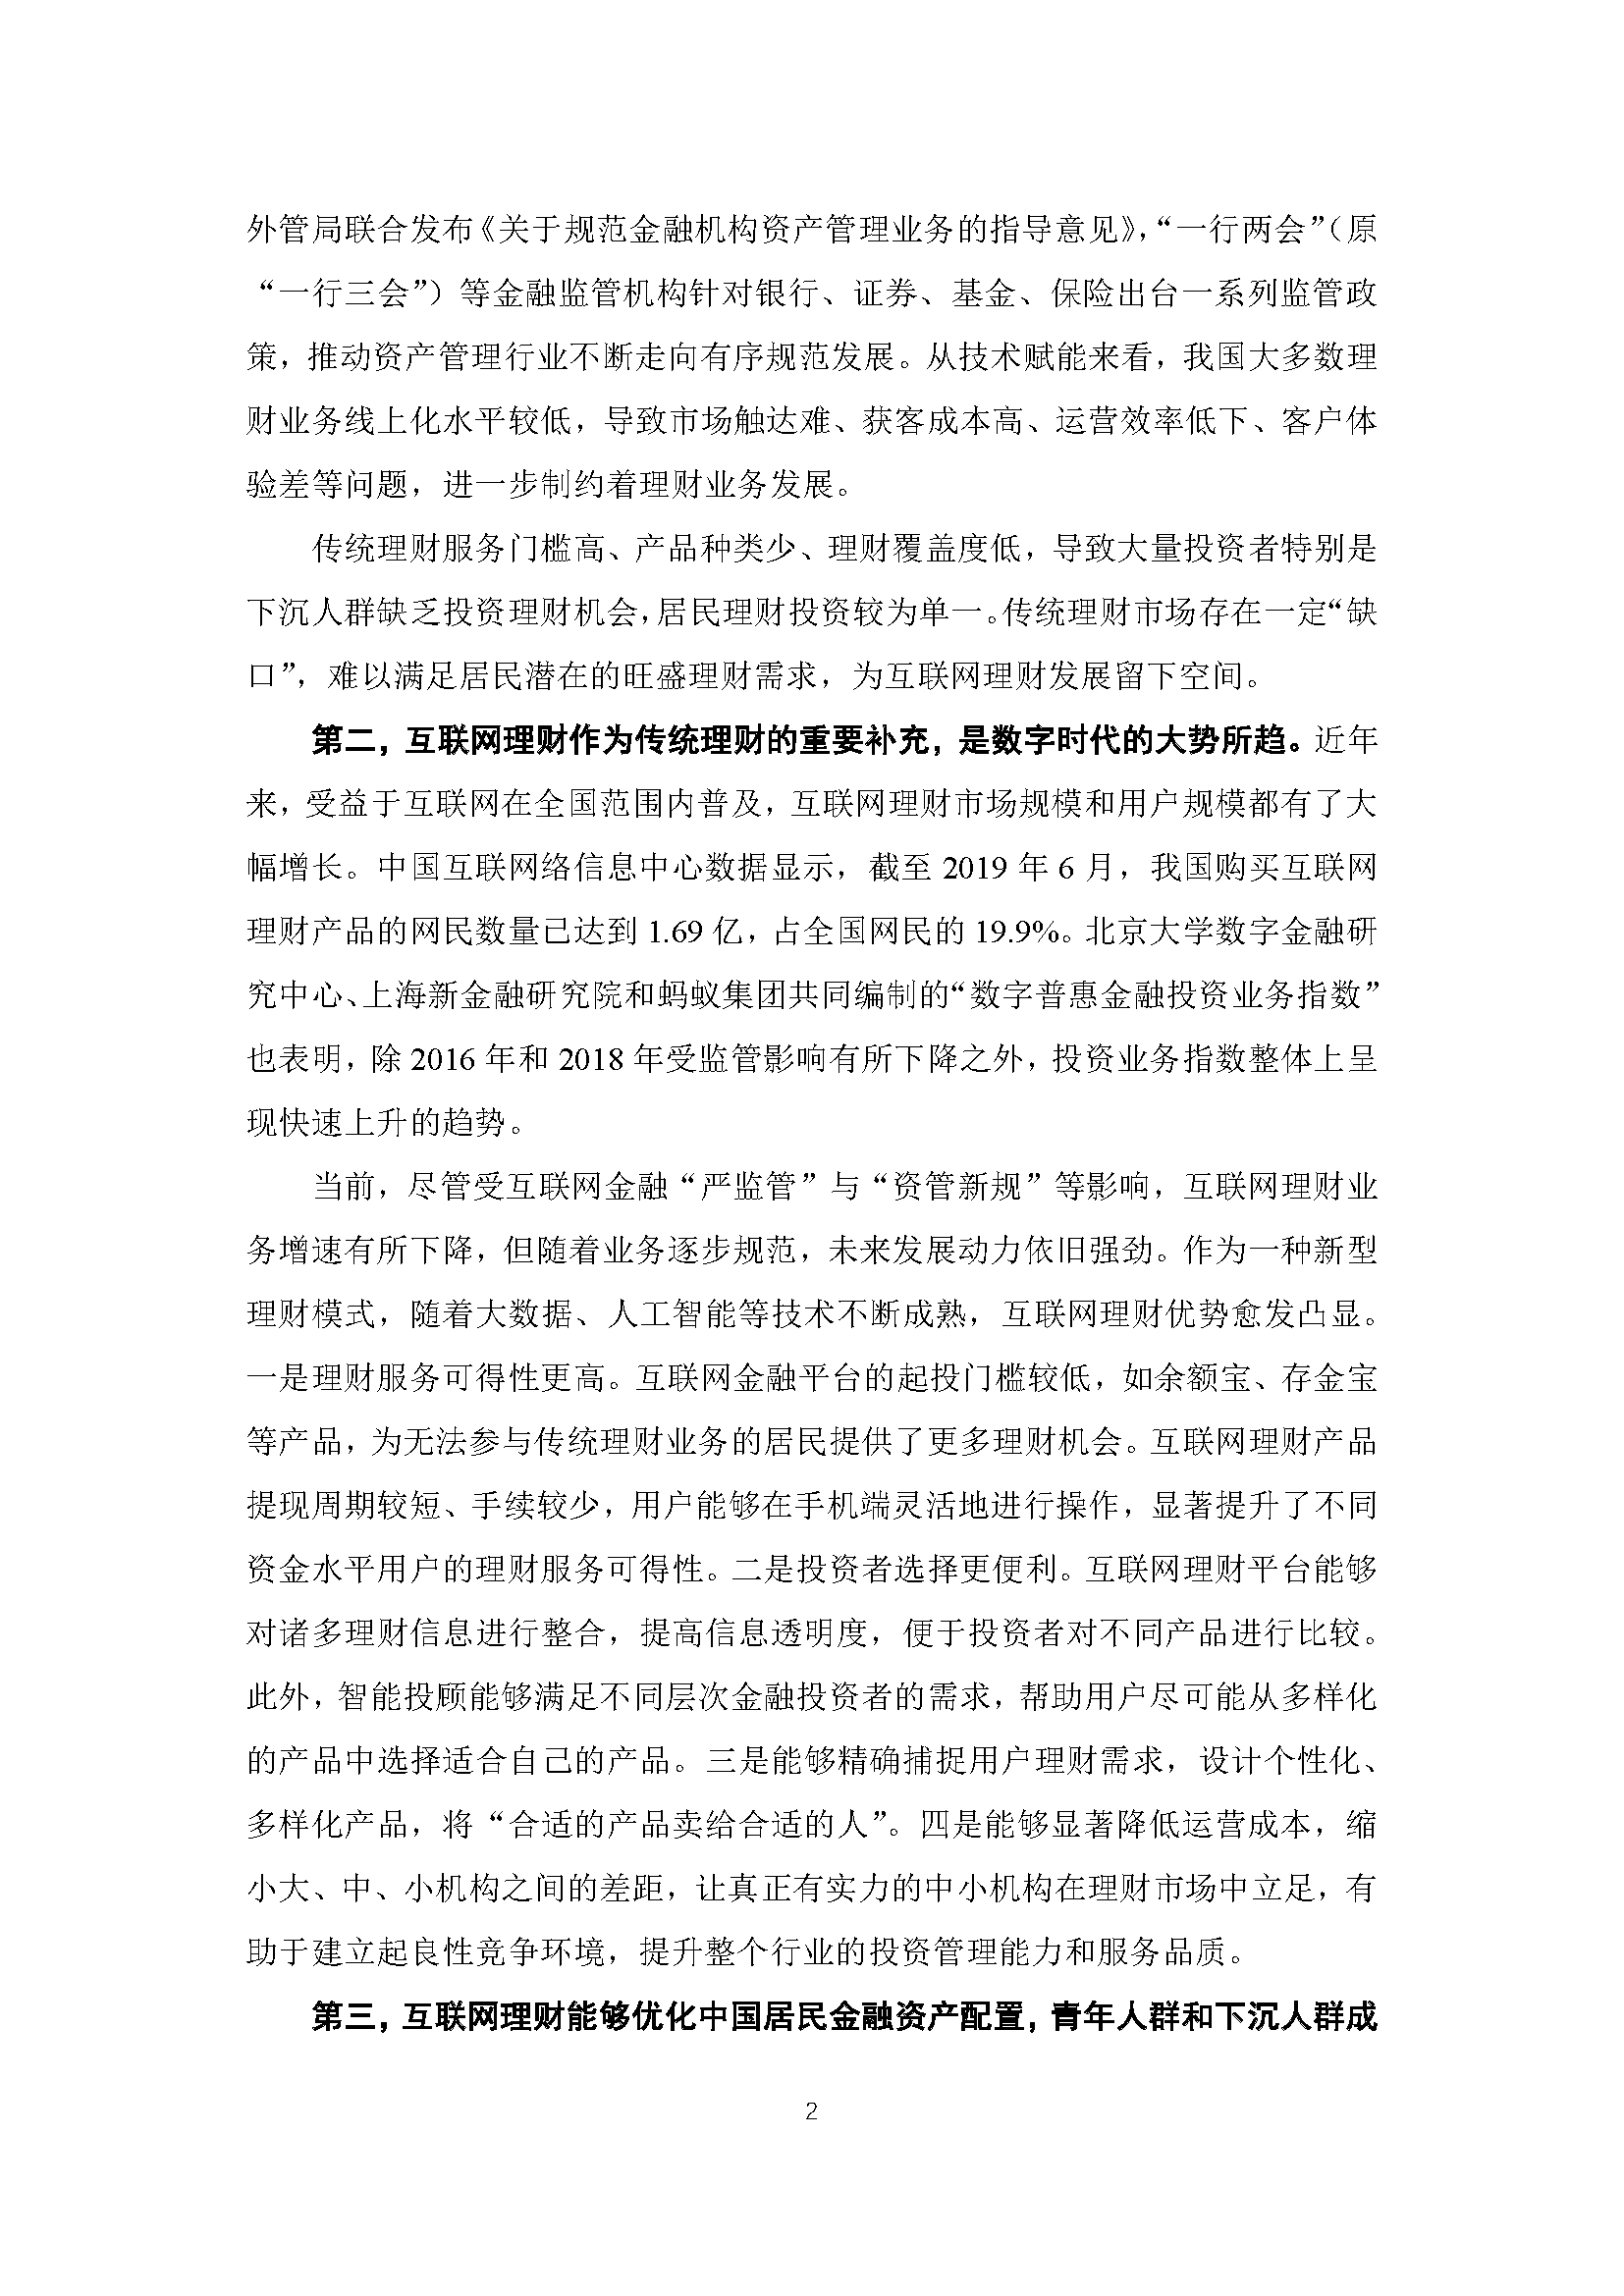 外管局联合发布《关于规范金融机构资产管理业务的指导意见》，“一行两会”（原
“一行三会”）等金融监管机构针对银行、证券、基金、保险出台一系列监管政
策，推动资产管理行业不断走向有序规范发展。从技术赋能来看，我国大多数理
财业务线上化水平较低，导致市场触达难、获客成本高、运营效率低下、客户体
验差等问题，进一步制约着理财业务发展。
传统理财服务门槛高、产品种类少、理财覆盖度低，导致大量投资者特别是
下沉人群缺乏投资理财机会，居民理财投资较为单一。传统理财市场存在一定“缺
口”，难以满足居民潜在的旺盛理财需求，为互联网理财发展留下空间。
第二，互联网理财作为传统理财的重要补充，是数字时代的大势所趋。近年
来，受益于互联网在全国范围内普及，互联网理财市场规模和用户规模都有了大
幅增长。中国互联网络信息中心数据显示，截至 2019 年 6 月，我国购买互联网
理财产品的网民数量已达到 1.69 亿，占全国网民的 19.9%。北京大学数字金融研
究中心、上海新金融研究院和蚂蚁集团共同编制的“数字普惠金融投资业务指数”
也表明，除 2016 年和 2018 年受监管影响有所下降之外，投资业务指数整体上呈
现快速上升的趋势。
当前，尽管受互联网金融“严监管”与“资管新规”等影响，互联网理财业
务增速有所下降，但随着业务逐步规范，未来发展动力依旧强劲。作为一种新型
理财模式，随着大数据、人工智能等技术不断成熟，互联网理财优势愈发凸显。
一是理财服务可得性更高。互联网金融平台的起投门槛较低，如余额宝、存金宝
等产品，为无法参与传统理财业务的居民提供了更多理财机会。互联网理财产品
提现周期较短、手续较少，用户能够在手机端灵活地进行操作，显著提升了不同
资金水平用户的理财服务可得性。二是投资者选择更便利。互联网理财平台能够
对诸多理财信息进行整合，提高信息透明度，便于投资者对不同产品进行比较。
此外，智能投顾能够满足不同层次金融投资者的需求，帮助用户尽可能从多样化
的产品中选择适合自己的产品。三是能够精确捕捉用户理财需求，设计个性化、
多样化产品，将“合适的产品卖给合适的人”。四是能够显著降低运营成本，缩
小大、中、小机构之间的差距，让真正有实力的中小机构在理财市场中立足，有
助于建立起良性竞争环境，提升整个行业的投资管理能力和服务品质。
第三，互联网理财能够优化中国居民金融资产配置，青年人群和下沉人群成
2